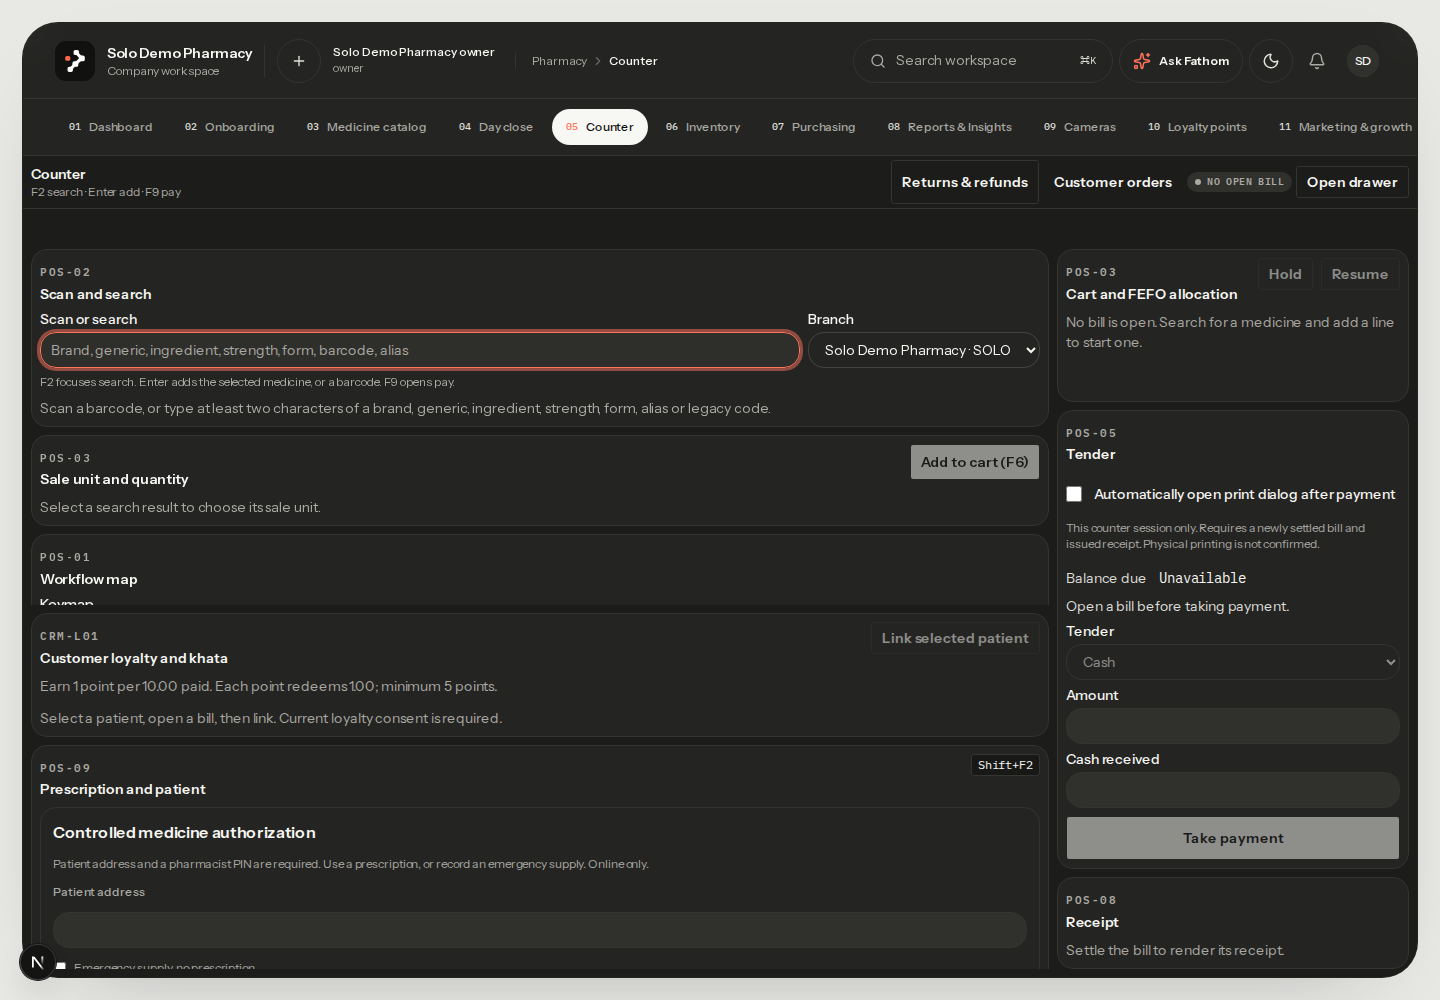 Solo Demo Pharmacy
Company workspace
Solo Demo Pharmacy owner
owner
Pharmacy > Counter
Search workspace ⌘K
Ask Fathom
SD
01 Dashboard
02 Onboarding
03 Medicine catalog
04 Day close
05 Counter
06 Inventory
07 Purchasing
08 Reports & Insights
09 Cameras
10 Loyalty points
11 Marketing & growth
Counter
F2 search · Enter add · F9 pay
Returns & refunds
Customer orders
NO OPEN BILL
Open drawer
POS-02
Scan and search
Scan or search
Brand, generic, ingredient, strength, form, barcode, alias
Branch
Solo Demo Pharmacy · SOLO
F2 focuses search. Enter adds the selected medicine, or a barcode. F9 opens pay.
Scan a barcode, or type at least two characters of a brand, generic, ingredient, strength, form, alias or legacy code.
POS-03
Sale unit and quantity
Add to cart (F6)
Select a search result to choose its sale unit.
POS-01
Workflow map
Keymap
CRM-L01
Customer loyalty and khata
Link selected patient
Earn 1 point per 10.00 paid. Each point redeems 1.00; minimum 5 points.
Select a patient, open a bill, then link. Current loyalty consent is required.
POS-09
Prescription and patient
Shift+F2
Controlled medicine authorization
Patient address and a pharmacist PIN are required. Use a prescription, or record an emergency supply. Online only.
Patient address
Emergency supply, no prescription
POS-03
Cart and FEFO allocation
Hold
Resume
No bill is open. Search for a medicine and add a line
to start one.
POS-05
Tender
Automatically open print dialog after payment
This counter session only. Requires a newly settled bill and
issued receipt. Physical printing is not confirmed.
Balance due Unavailable
Open a bill before taking payment.
Tender
Cash
Amount
Cash received
Take payment
POS-08
Receipt
Settle the bill to render its receipt.
N